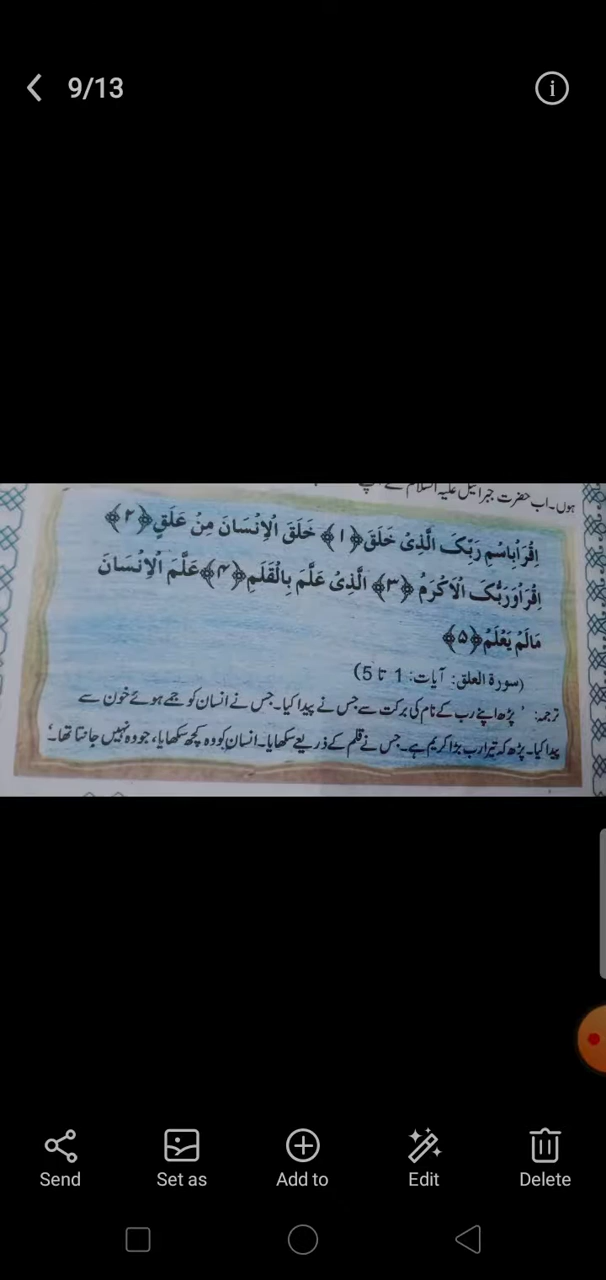 9/13
ہوں۔اب حضرت جبرائیل علیہ السلام نے
اِقْرَاْبِاسْمِ رَبِّکَ الَّذِیْ خَلَقَ﴿۱﴾ خَلَقَ الْاِنْسَانَ مِنْ عَلَقٍ﴿۲﴾
اِقْرَاْوَرَبُّکَ الْاَکْرَمُ ﴿۳﴾ الَّذِیْ عَلَّمَ بِالْقَلَمِ﴿۴﴾عَلَّمَ الْاِنْسَانَ
مَالَمْ یَعْلَمْ﴿۵﴾
(سورۃ العلق: آیات: 1 تا 5)
ترجمہ: ’پڑھ اپنے رب کے نام کی برکت سے جس نے پیدا کیا۔ جس نے انسان کو جمے ہوئے خون سے
پیدا کیا۔ پڑھ کہ تیرا رب بڑا کریم ہے۔ جس نے قلم کے ذریعے سکھایا۔ انسان کو وہ کچھ سکھایا، جو وہ نہیں جانتا تھا۔‘
Send
Set as
Add to
Edit
Delete